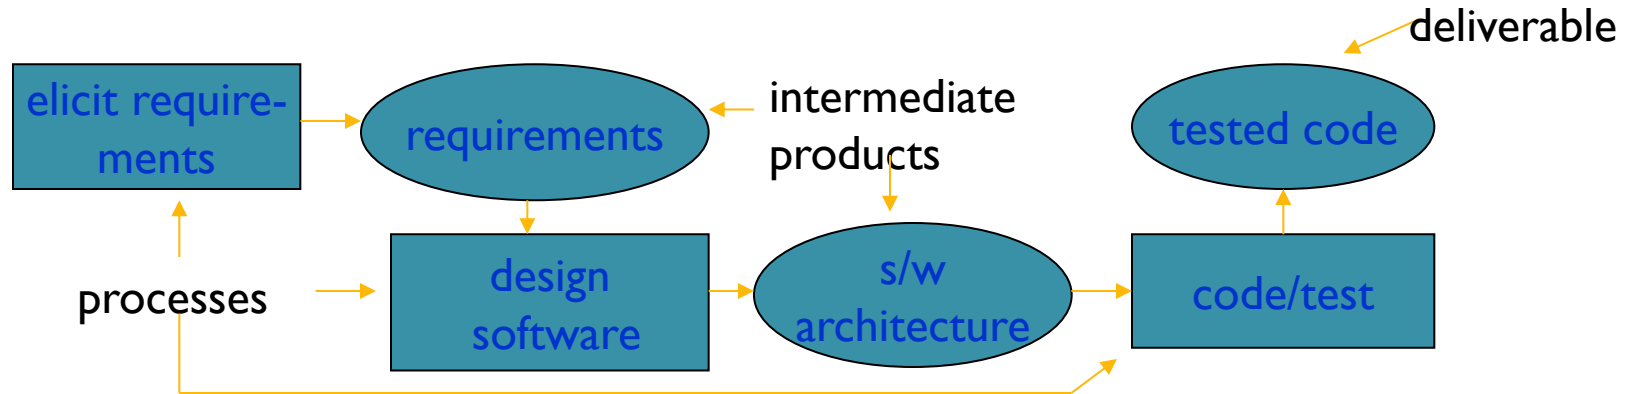 deliverable
elicit require-
ments
requirements
intermediate
products
tested code
processes
design
software
s/w
architecture
code/test